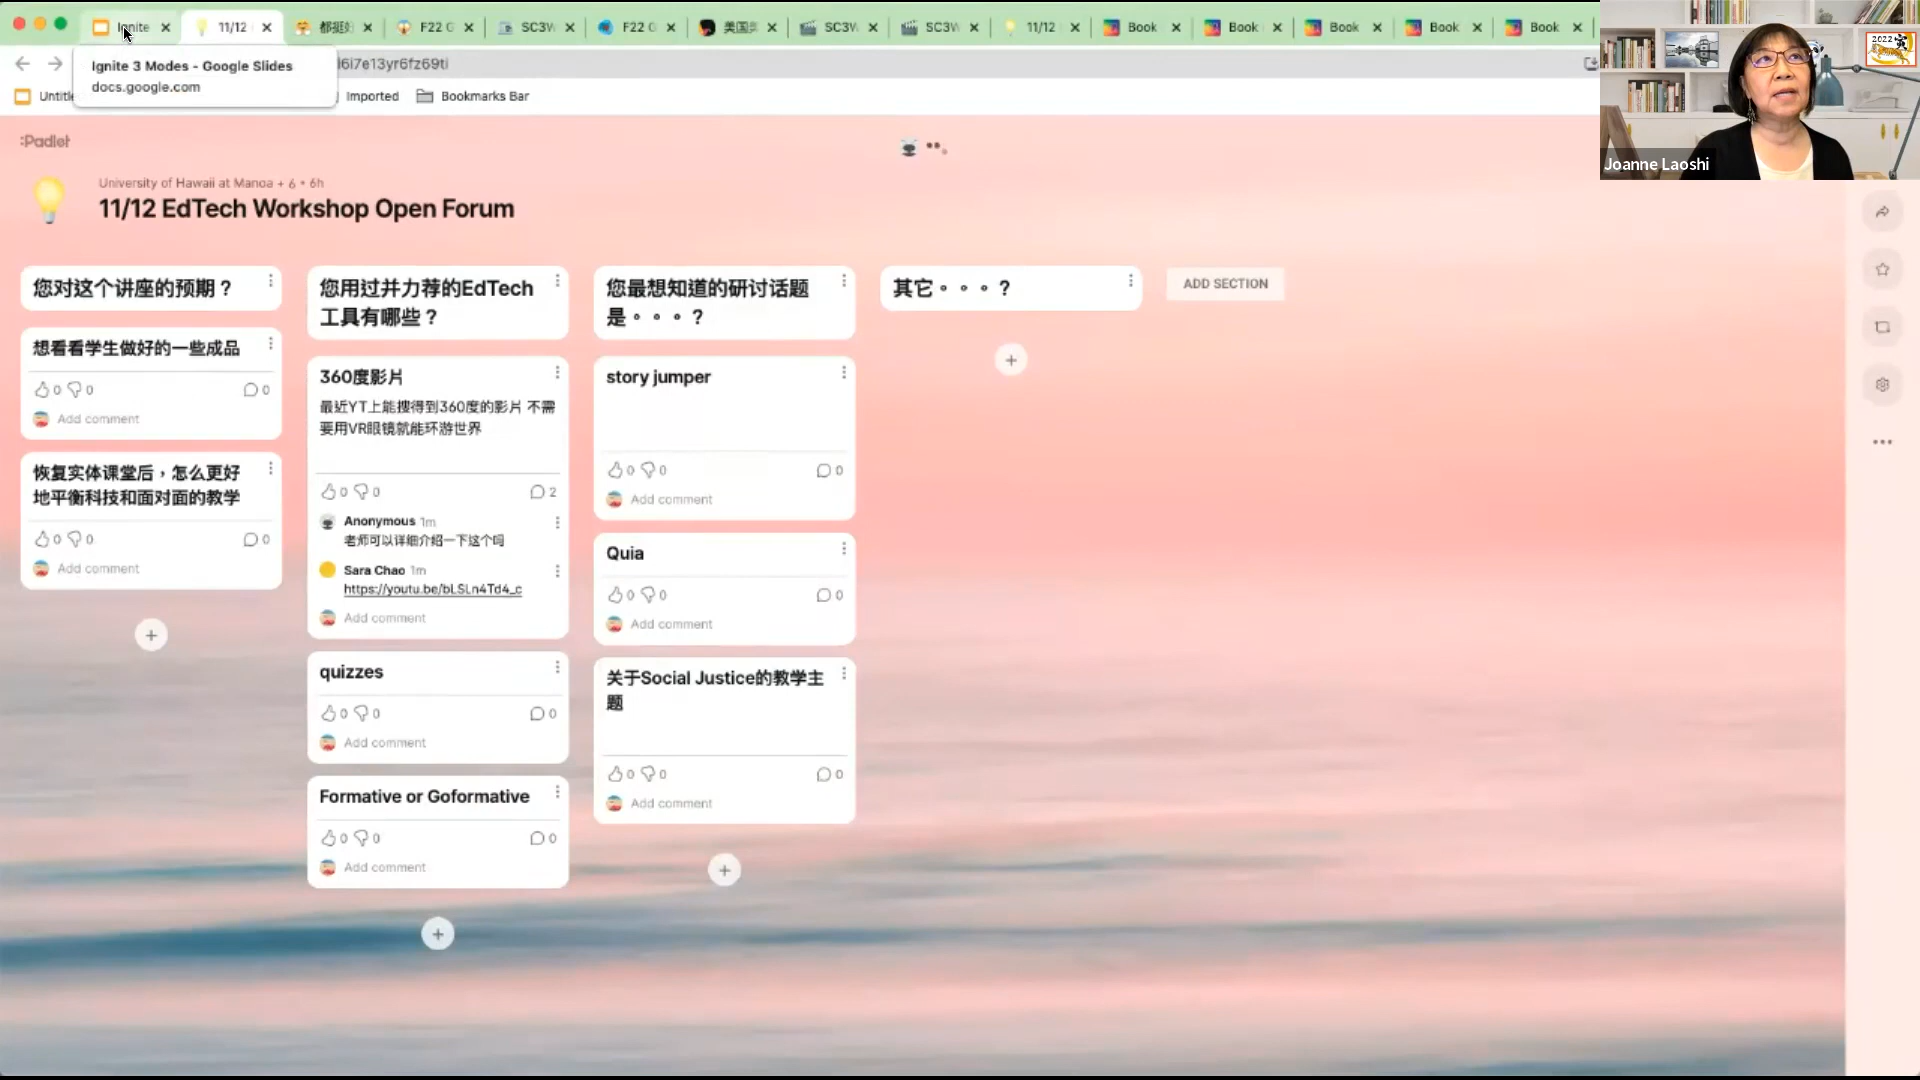 Ignite
11/12
都挺好
F22 G
SC3W
F22 G
SC3W
SC3W
11/12
Book
Book
Book
Book
Book
Ignite 3 Modes - Google Slides
docs.google.com
i6i7e13yr6fz69ti
Imported
Bookmarks Bar
:Padlet
University of Hawaii at Manoa + 6 • 6h
11/12 EdTech Workshop Open Forum
您对这个讲座的预期？
想看看学生做好的一些成品
0 0 0
Add comment
恢复实体课堂后，怎么更好
地平衡科技和面对面的教学
0 0 0
Add comment
您用过并力荐的EdTech
工具有哪些？
360度影片
最近YT上能搜得到360度的影片 不需
要用VR眼镜就能环游世界
0 0 2
Anonymous 1m
老师可以详细介绍一下这个吗
Sara Chao 1m
https://youtu.be/bLSLn4Td4_c
Add comment
quizzes
0 0 0
Add comment
Formative or Goformative
0 0 0
Add comment
您最想知道的研讨话题
是。。。？
story jumper
0 0 0
Add comment
Quia
0 0 0
Add comment
关于Social Justice的教学主
题
0 0 0
Add comment
其它。。。？
ADD SECTION
2022
Joanne Laoshi